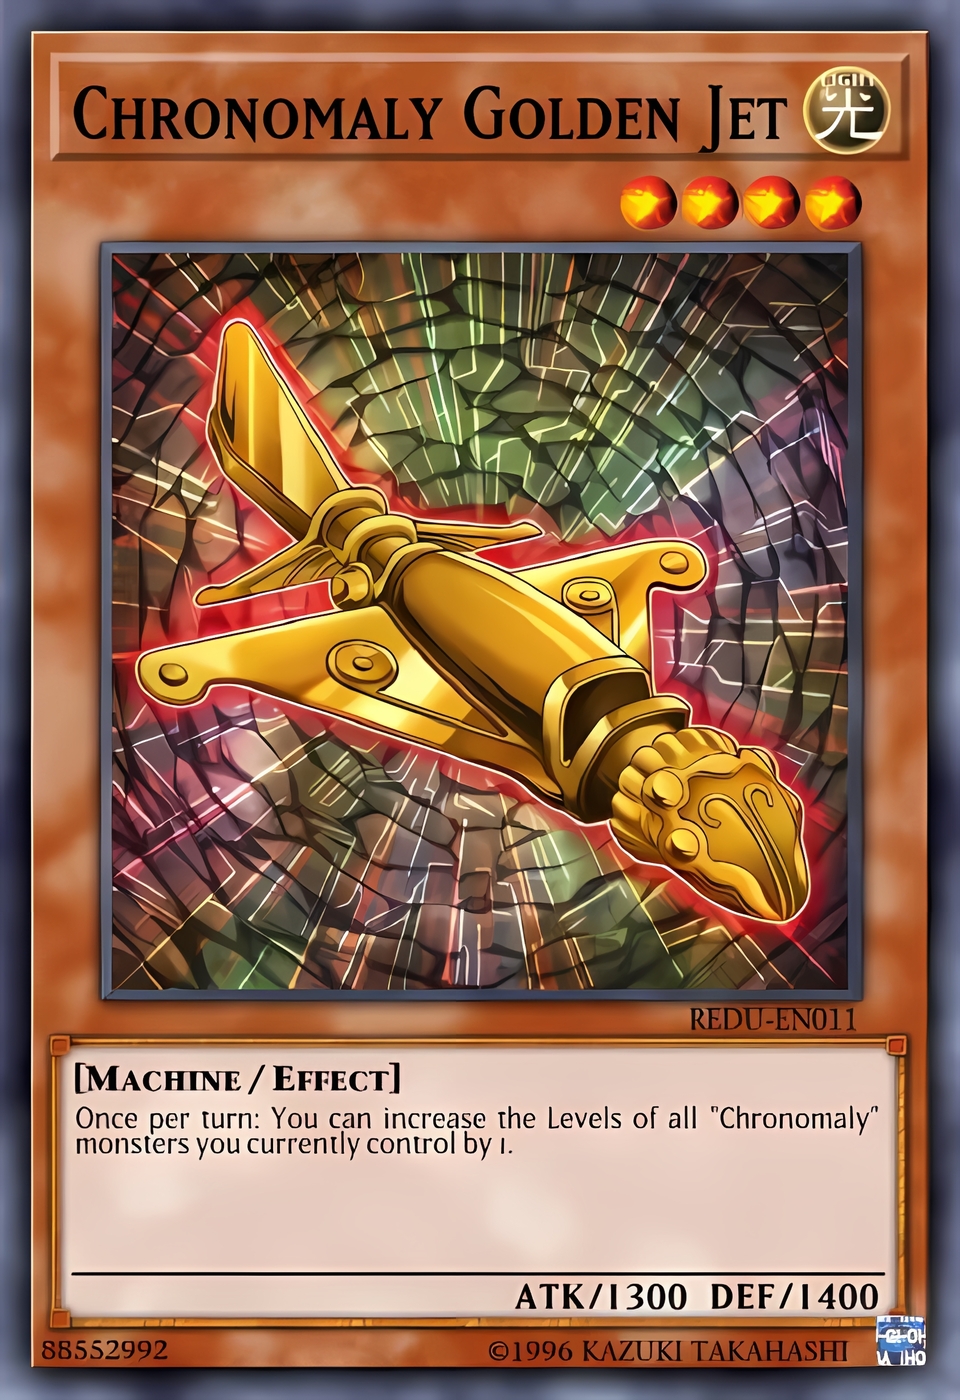 CHRONOMALY GOLDEN JET
光
REDU-EN011
[MACHINE / EFFECT]
Once per turn: You can increase the Levels of all "Chronomaly"
monsters you currently control by 1.
ATK/1300 DEF/1400
88552992
©1996 KAZUKI TAKAHASHI